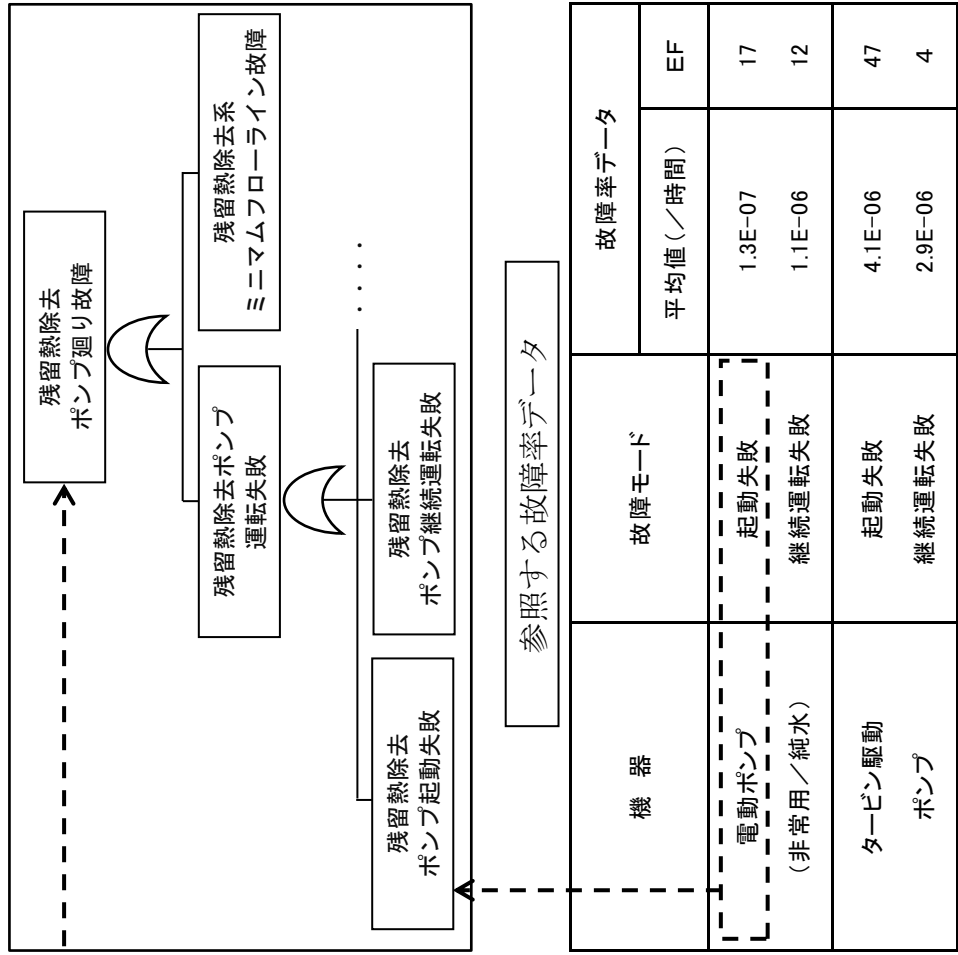 残留熱除去
ポンプ廻り故障
残留熱除去ポンプ
運転失敗
残留熱除去系
ミニマムフローライン故障
残留熱除去
ポンプ起動失敗
残留熱除去
ポンプ継続運転失敗
・・・・
参照する故障率データ
機 器 故障モード 故障率データ
平均値(／時間) EF
電動ポンプ 起動失敗 1.3E-07 17
(非常用／純水) 継続運転失敗 1.1E-06 12
タービン駆動 起動失敗 4.1E-06 47
ポンプ 継続運転失敗 2.9E-06 4